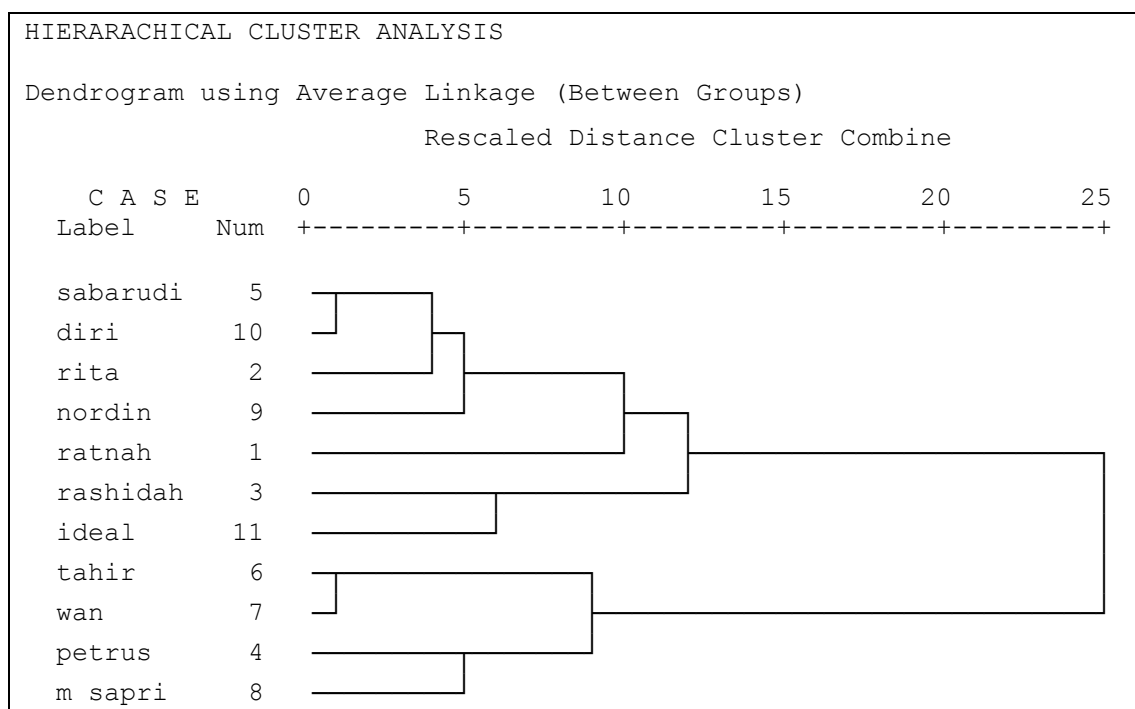 HIERARACHICAL CLUSTER ANALYSIS
Dendrogram using Average Linkage (Between Groups)
Rescaled Distance Cluster Combine
C A S E 0 5 10 15 20 25
Label Num +---------+---------+---------+---------+---------+
sabarudi 5
diri 10
rita 2
nordin 9
ratnah 1
rashidah 3
ideal 11
tahir 6
wan 7
petrus 4
m sapri 8